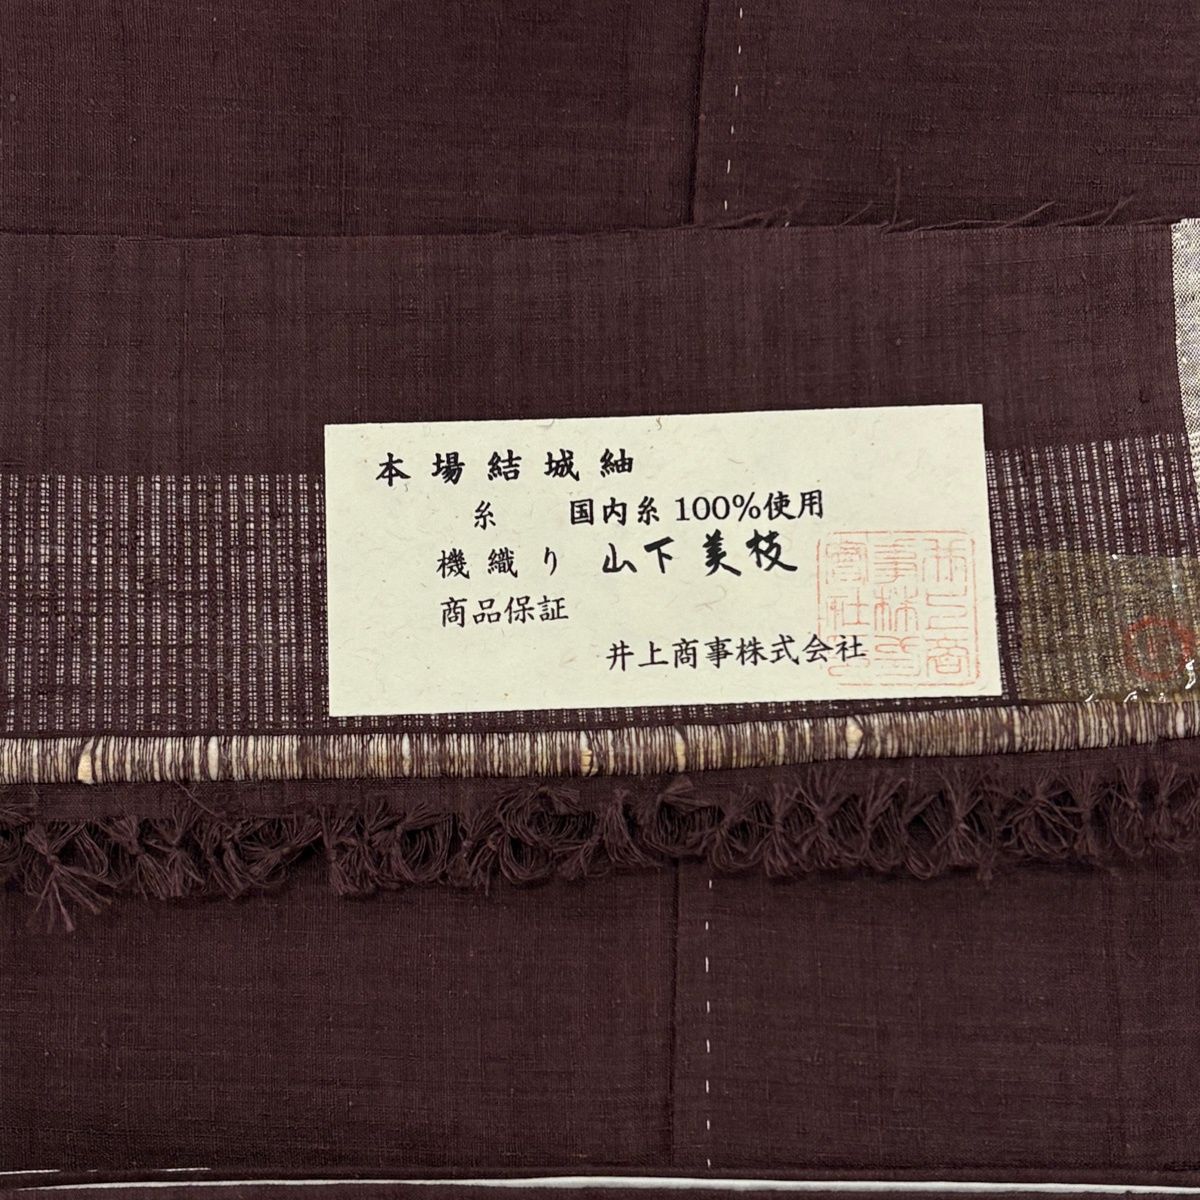 本場結城紬
糸 国内糸100%使用
機織り 山下美枝
商品保証
井上商事株式会社